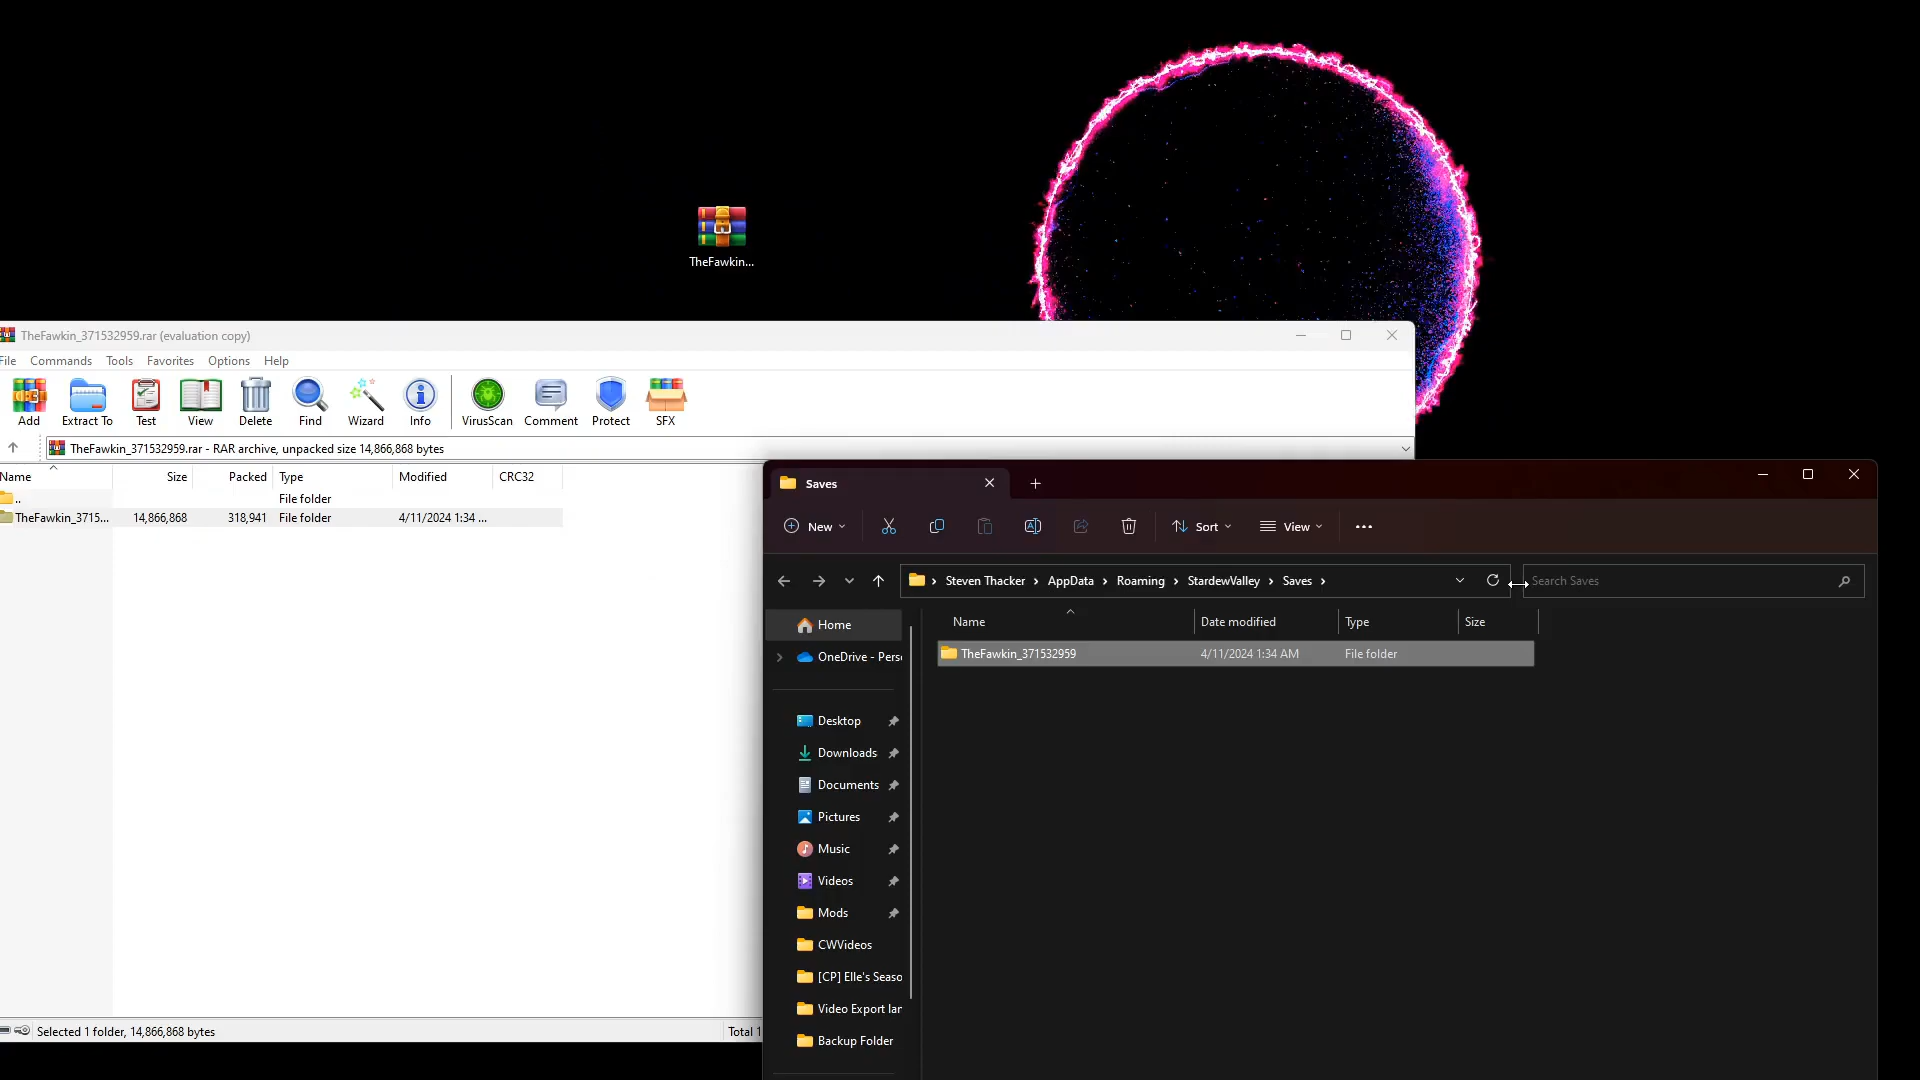 TheFawkin...
TheFawkin_371532959.rar (evaluation copy)
File Commands Tools Favorites Options Help
Add Extract To Test View Delete Find Wizard Info VirusScan Comment Protect SFX
TheFawkin_371532959.rar - RAR archive, unpacked size 14,866,868 bytes
Name Size Packed Type Modified CRC32
.. File folder
TheFawkin_3715... 14,866,868 318,941 File folder 4/11/2024 1:34 ...
Selected 1 folder, 14,866,868 bytes
Total 1
Saves
New Sort View
Steven Thacker > AppData > Roaming > StardewValley > Saves >
Search Saves
Name Date modified Type Size
TheFawkin_371532959 4/11/2024 1:34 AM File folder
Home
OneDrive - Pers
Desktop
Downloads
Documents
Pictures
Music
Videos
Mods
CWVideos
[CP] Elle's Seaso
Video Export lan
Backup Folder